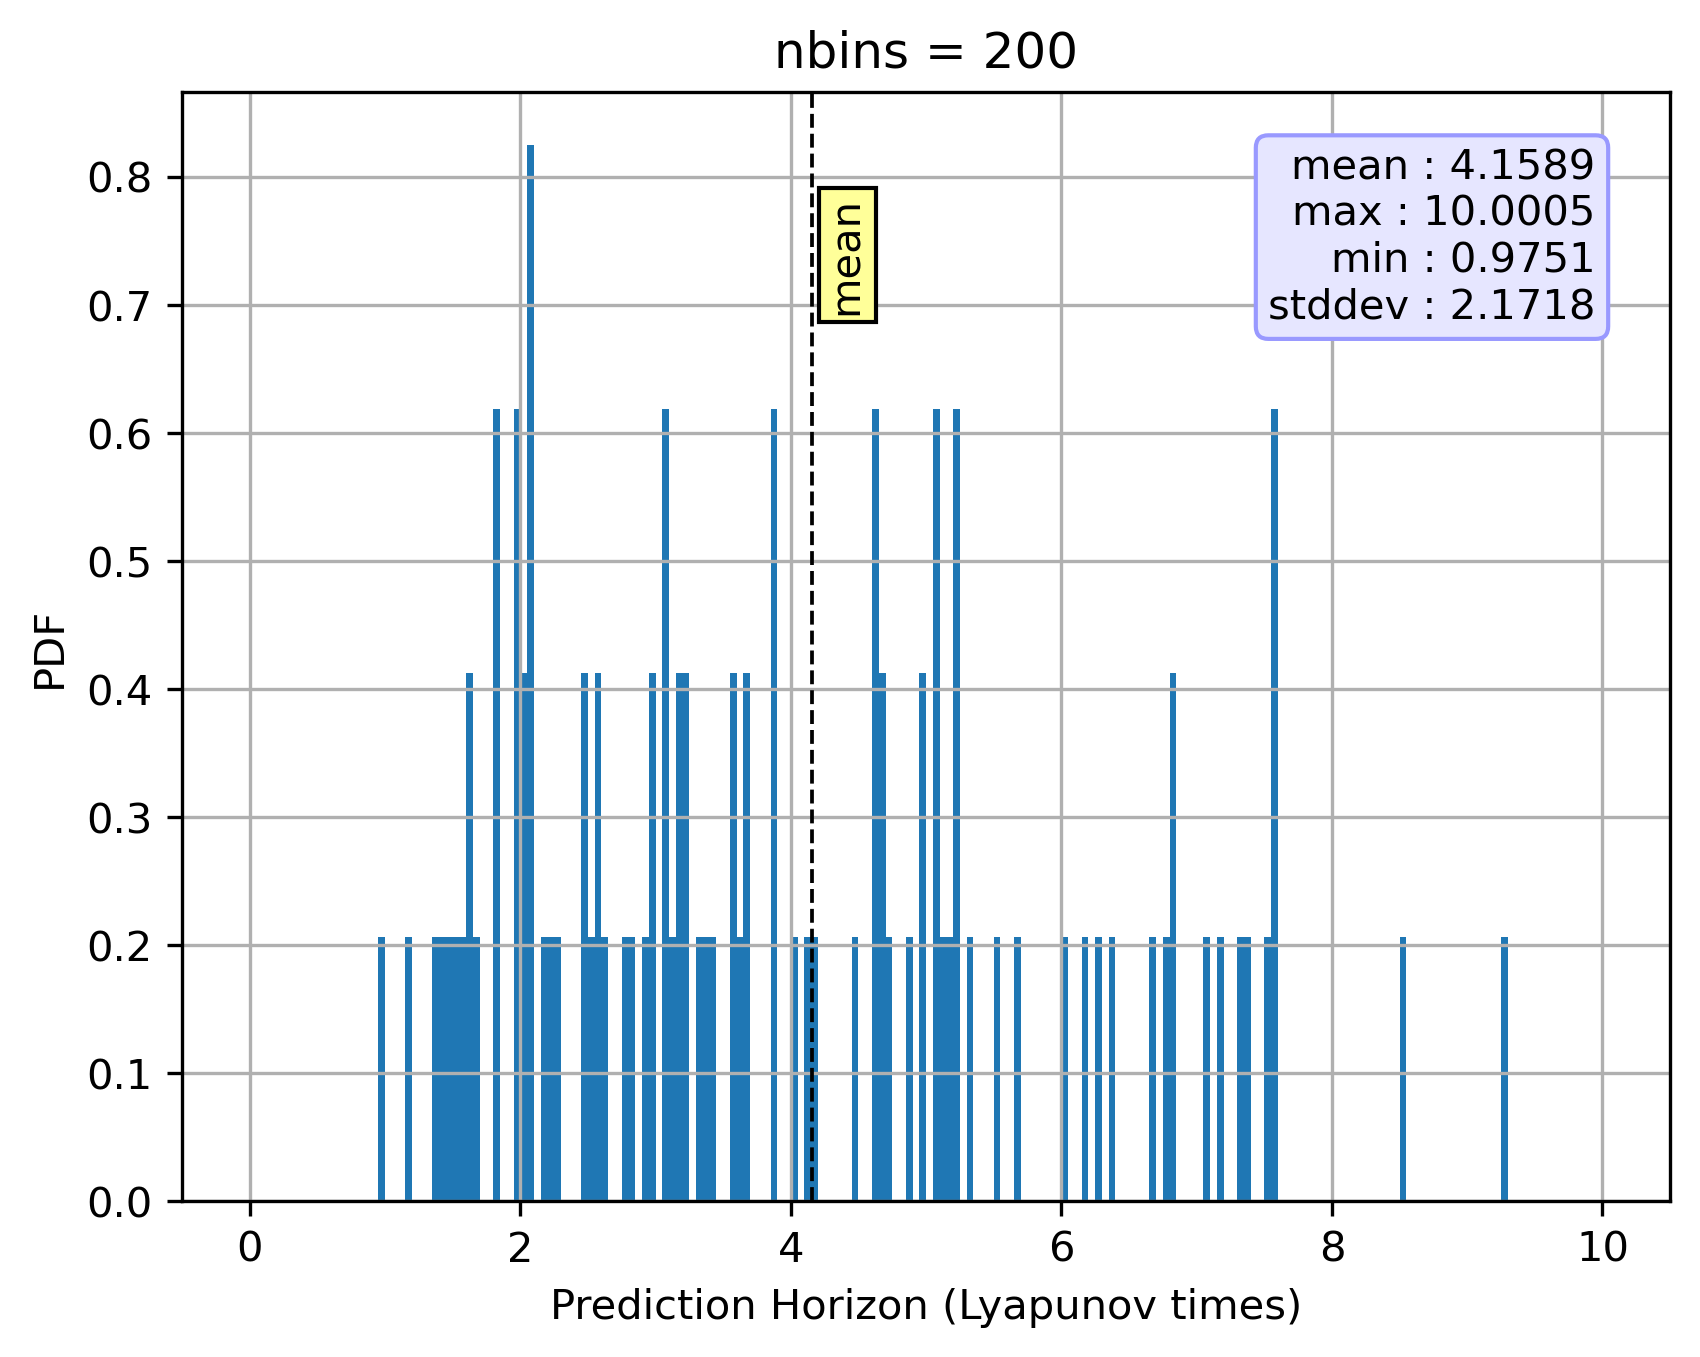 nbins = 200
mean : 4.1589
max : 10.0005
min : 0.9751
stddev : 2.1718
mean
PDF
0.8
0.7
0.6
0.5
0.4
0.3
0.2
0.1
0.0
0 2 4 6 8 10
Prediction Horizon (Lyapunov times)